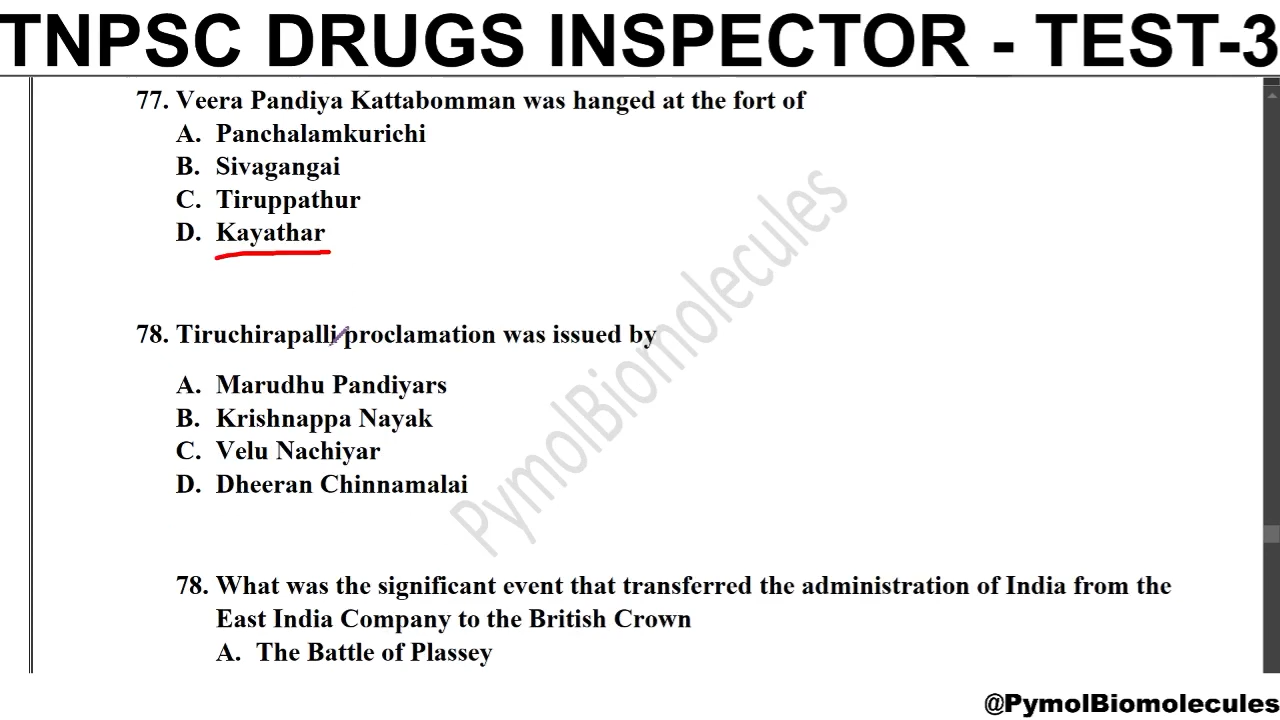 TNPSC DRUGS INSPECTOR - TEST-3
77. Veera Pandiya Kattabomman was hanged at the fort of
A. Panchalamkurichi
B. Sivagangai
C. Tiruppathur
D. Kayathar
78. Tiruchirapalli proclamation was issued by
A. Marudhu Pandiyars
B. Krishnappa Nayak
C. Velu Nachiyar
D. Dheeran Chinnamalai
78. What was the significant event that transferred the administration of India from the
East India Company to the British Crown
A. The Battle of Plassey
PymolBiomolecules
@PymolBiomolecules